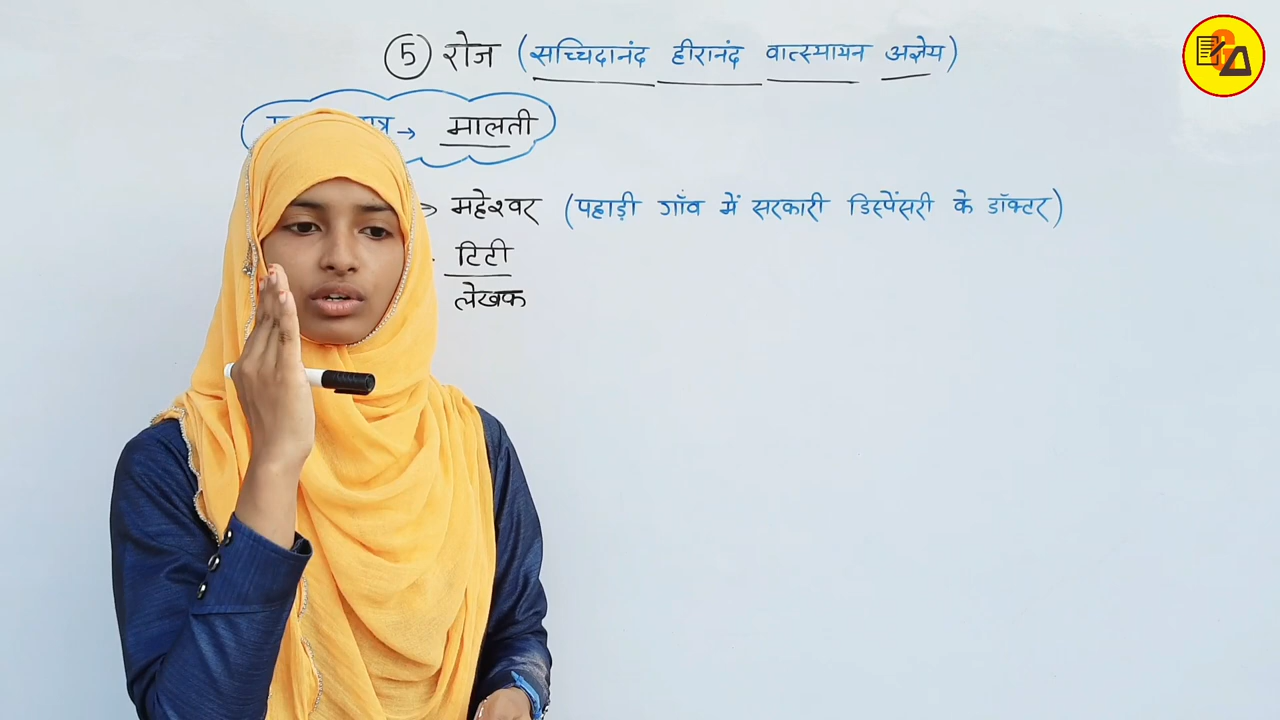 ⑤ रोज (सच्चिदानंद हीरानंद वात्स्यायन अज्ञेय)
→ मालती
महेश्वर (पहाड़ी गाँव में सरकारी डिस्पेंसरी के डॉक्टर)
टिटी
लेखक